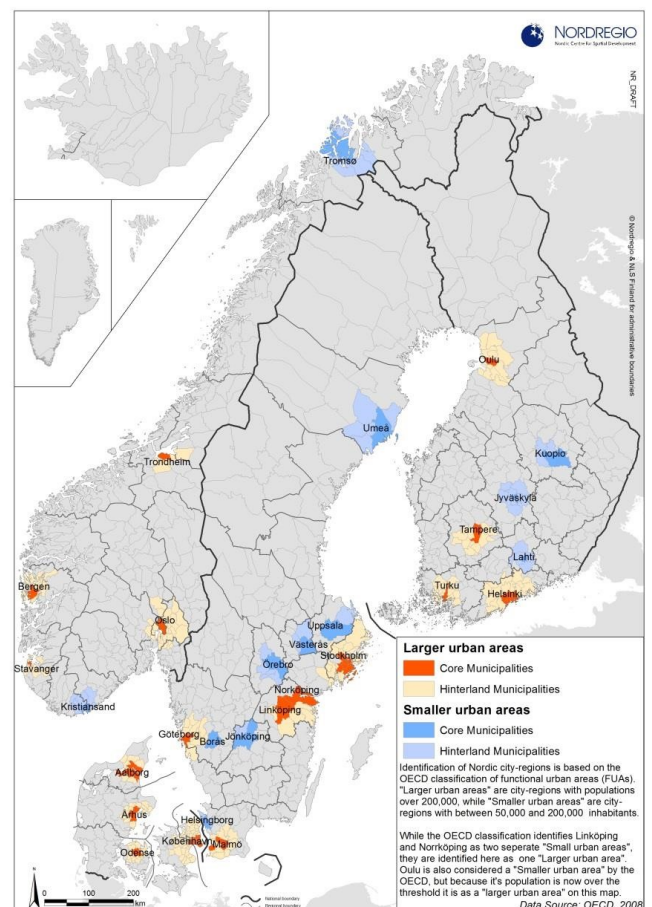 NORDREGIO
Nordic Centre for Spatial Development
NR_DRAFT
© Nordregio & NLS Finland for administrative boundaries
Tromsø
Oulu
Umeå
Kuopio
Trondheim
Jyväskylä
Tampere
Lahti
Bergen
Turku
Helsinki
Oslo
Uppsala
Västerås
Stockholm
Stavanger
Örebro
Norköping
Kristiansand
Linköping
Göteborg
Borås
Jönköping
Aalborg
Århus
Helsingborg
København
Malmö
Odense
Larger urban areas
Core Municipalities
Hinterland Municipalities
Smaller urban areas
Core Municipalities
Hinterland Municipalities
Identification of Nordic city-regions is based on the
OECD classification of functional urban areas (FUAs).
"Larger urban areas" are city-regions with populations
over 200,000, while "Smaller urban areas" are city-
regions with between 50,000 and 200,000 inhabitants.
While the OECD classification identifies Linköping
and Norrköping as two seperate "Small urban areas",
they are identified here as one "Larger urban area".
Oulu is also considered a "Smaller urban area" by the
OECD, but because it's population is now over the
threshold it is as a "larger urban area" on this map.
Data Source: OECD, 2008
N
0 100 200
km
National boundary
Regional boundary